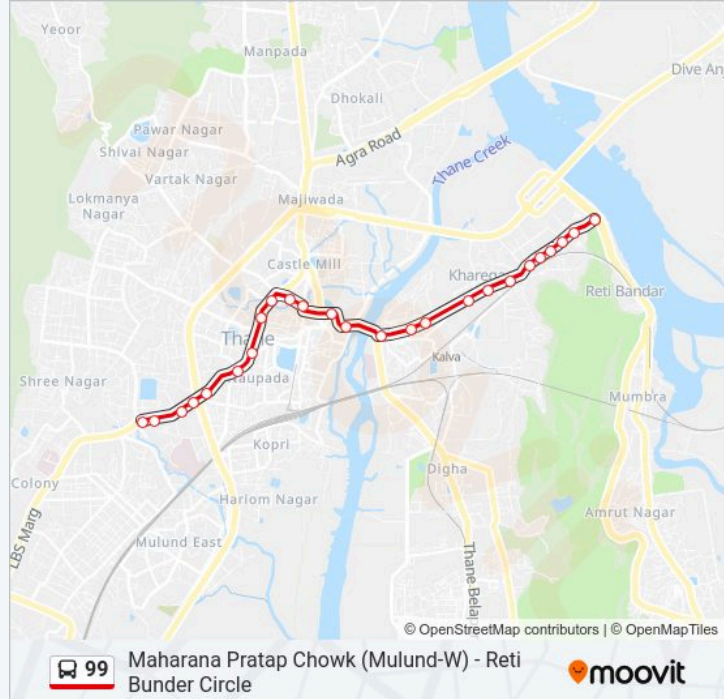 Yeoor
Manpada
Dive Anj
Dhokali
Pawar Nagar
Agra Road
Shivai Nagar
Thane Creek
Vartak Nagar
Lokmanya
Nagar
Majiwada
Castle Mill
Kharega
Reti Bandar
Thane
Kalva
Shree Nagar
Naupada
Mumbra
Kopri
Colony
Digha
Hariom Nagar
LBS Marg
Amrut Nagar
Mulund East
Thane Belap
© OpenStreetMap contributors | © OpenMapTiles
99
Maharana Pratap Chowk (Mulund-W) - Reti
Bunder Circle
moovit